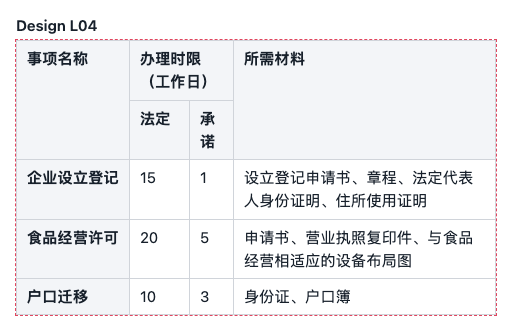 Design L04
事项名称
办理时限
（工作日）
所需材料
法定
承
诺
企业设立登记
15
1
设立登记申请书、章程、法定代表
人身份证明、住所使用证明
食品经营许可
20
5
申请书、营业执照复印件、与食品
经营相适应的设备布局图
户口迁移
10
3
身份证、户口簿